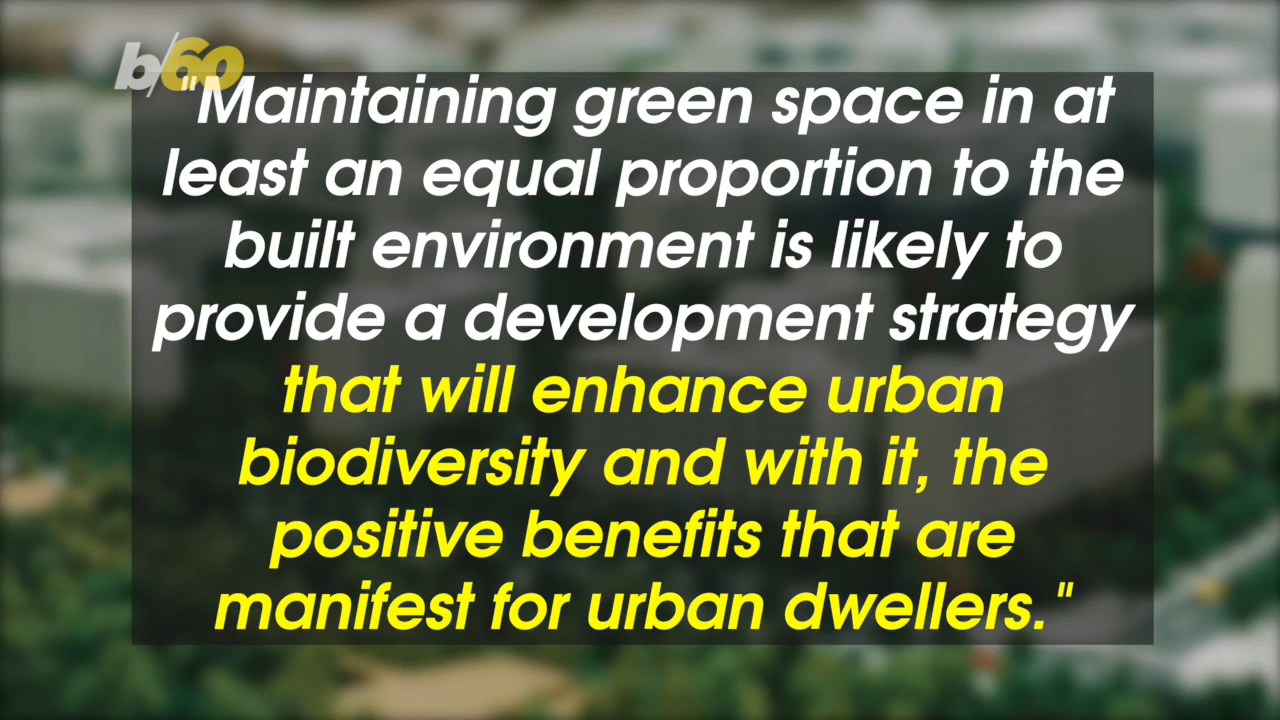 b/60
"Maintaining green space in at
least an equal proportion to the
built environment is likely to
provide a development strategy
that will enhance urban
biodiversity and with it, the
positive benefits that are
manifest for urban dwellers."